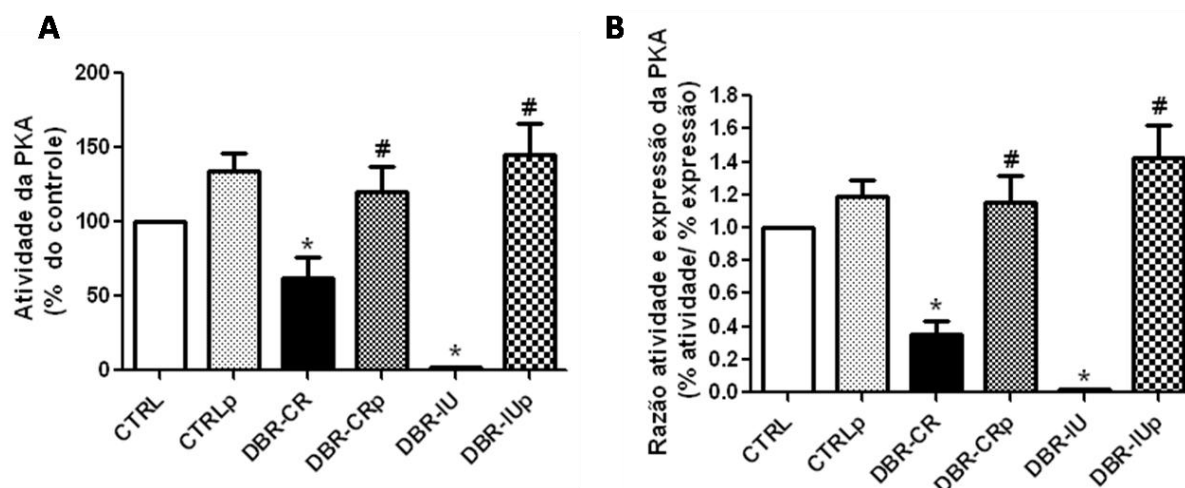 A
Atividade da PKA
(% do controle)
200
150
100
50
0
*
#
*
#
CTRL
CTRLp
DBR-CR
DBR-CRp
DBR-IU
DBR-IUp
B
Razão atividade e expressão da PKA
(% atividade/ % expressão)
1.8
1.6
1.4
1.2
1.0
0.8
0.6
0.4
0.2
0.0
*
#
*
#
CTRL
CTRLp
DBR-CR
DBR-CRp
DBR-IU
DBR-IUp